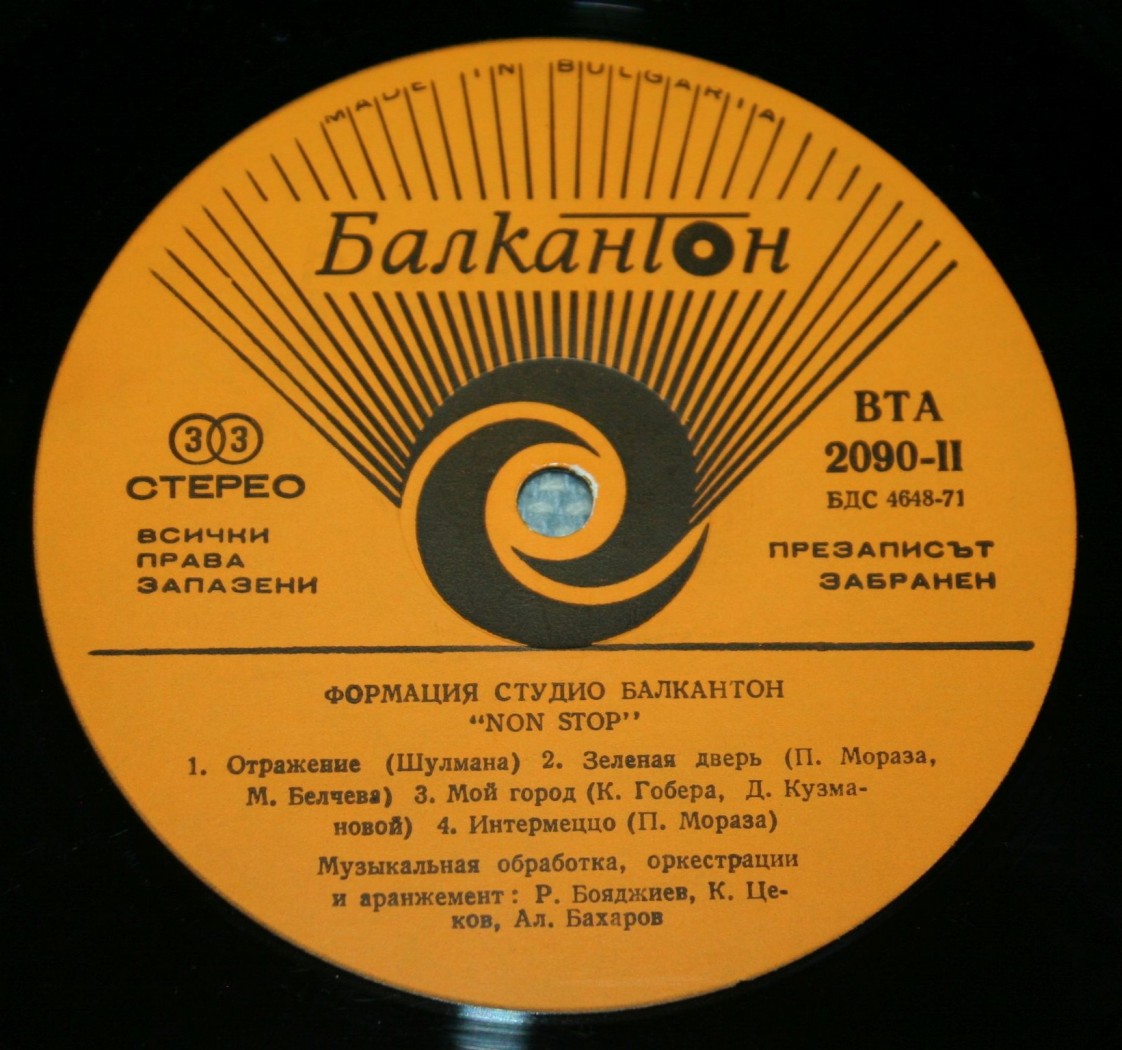 MADE IN BULGARIA
Балкантон
33
СТЕРЕО
ВСИЧКИ
ПРАВА
ЗАПАЗЕНИ
ВТА
2090-II
БДС 4648-71
ПРЕЗАПИСЪТ
ЗАБРАНЕН
ФОРМАЦИЯ СТУДИО БАЛКАНТОН
“NON STOP”
1. Отражение (Шулмана) 2. Зеленая дверь (П. Мораза,
М. Белчева) 3. Мой город (К. Гобера, Д. Кузма-
новой) 4. Интермеццо (П. Мораза)
Музыкальная обработка, оркестрации
и аранжемент: Р. Бояджиев, К. Це-
ков, Ал. Бахаров